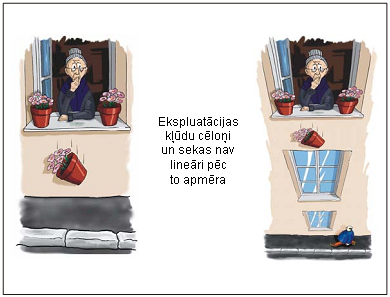 Ekspluatācijas
kļūdu cēloņi
un sekas nav
lineāri pēc
to apmēra